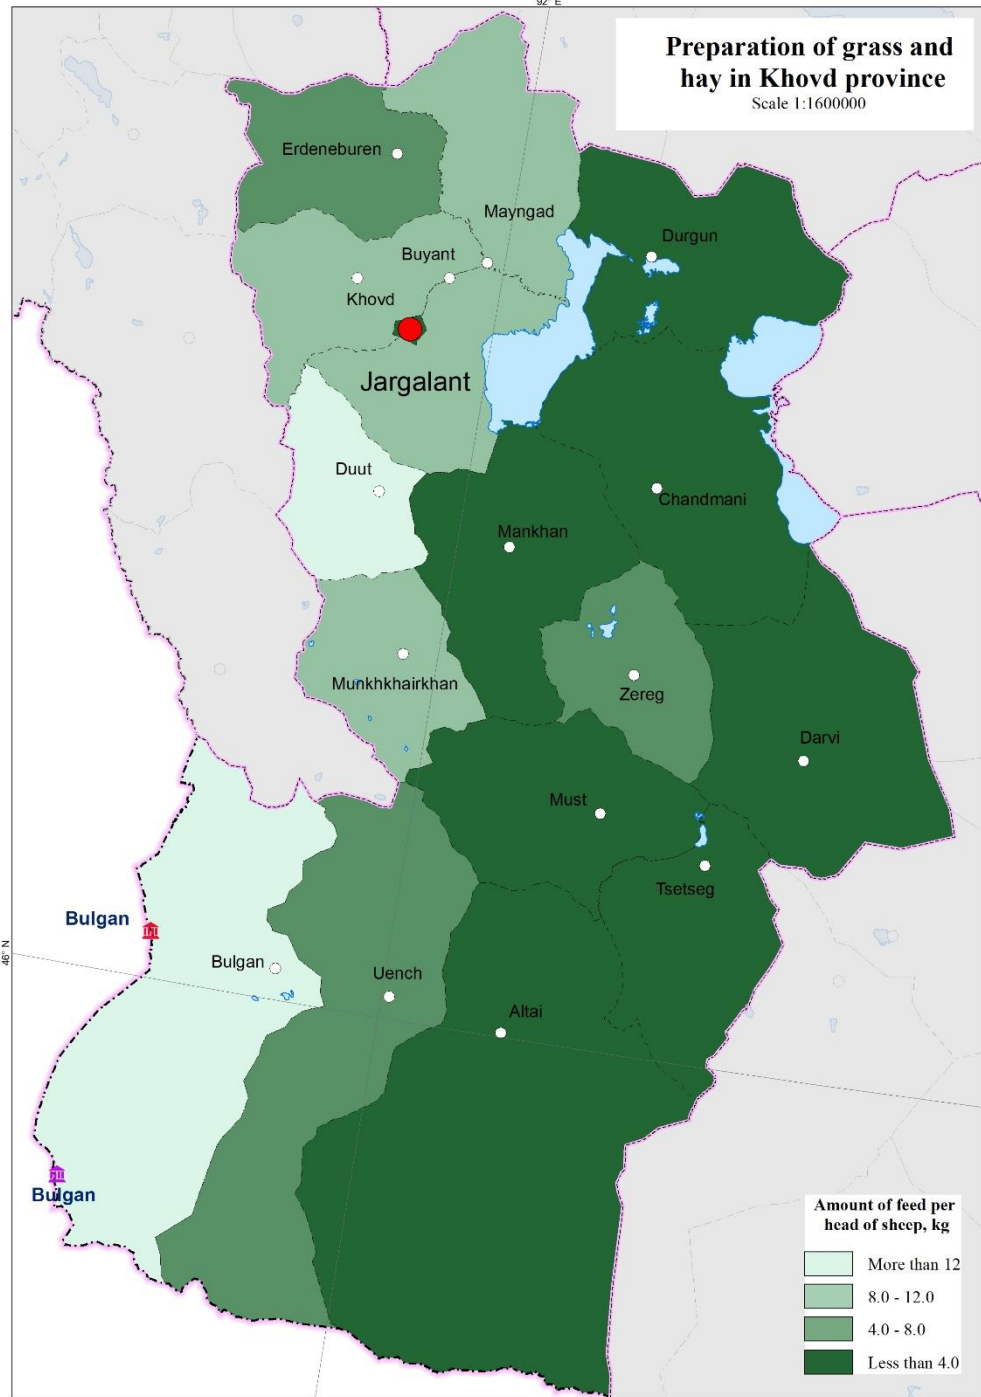 92° E
Preparation of grass and
hay in Khovd province
Scale 1:1600000
Erdeneburen
Mayngad
Durgun
Buyant
Khovd
Jargalant
Duut
Chandmani
Mankhan
Munkhkhairkhan
Zereg
Darvi
Must
Tsetseg
Bulgan
46° N
Bulgan
Uench
Altai
Bulgan
Amount of feed per
head of sheep, kg
More than 12
8.0 - 12.0
4.0 - 8.0
Less than 4.0